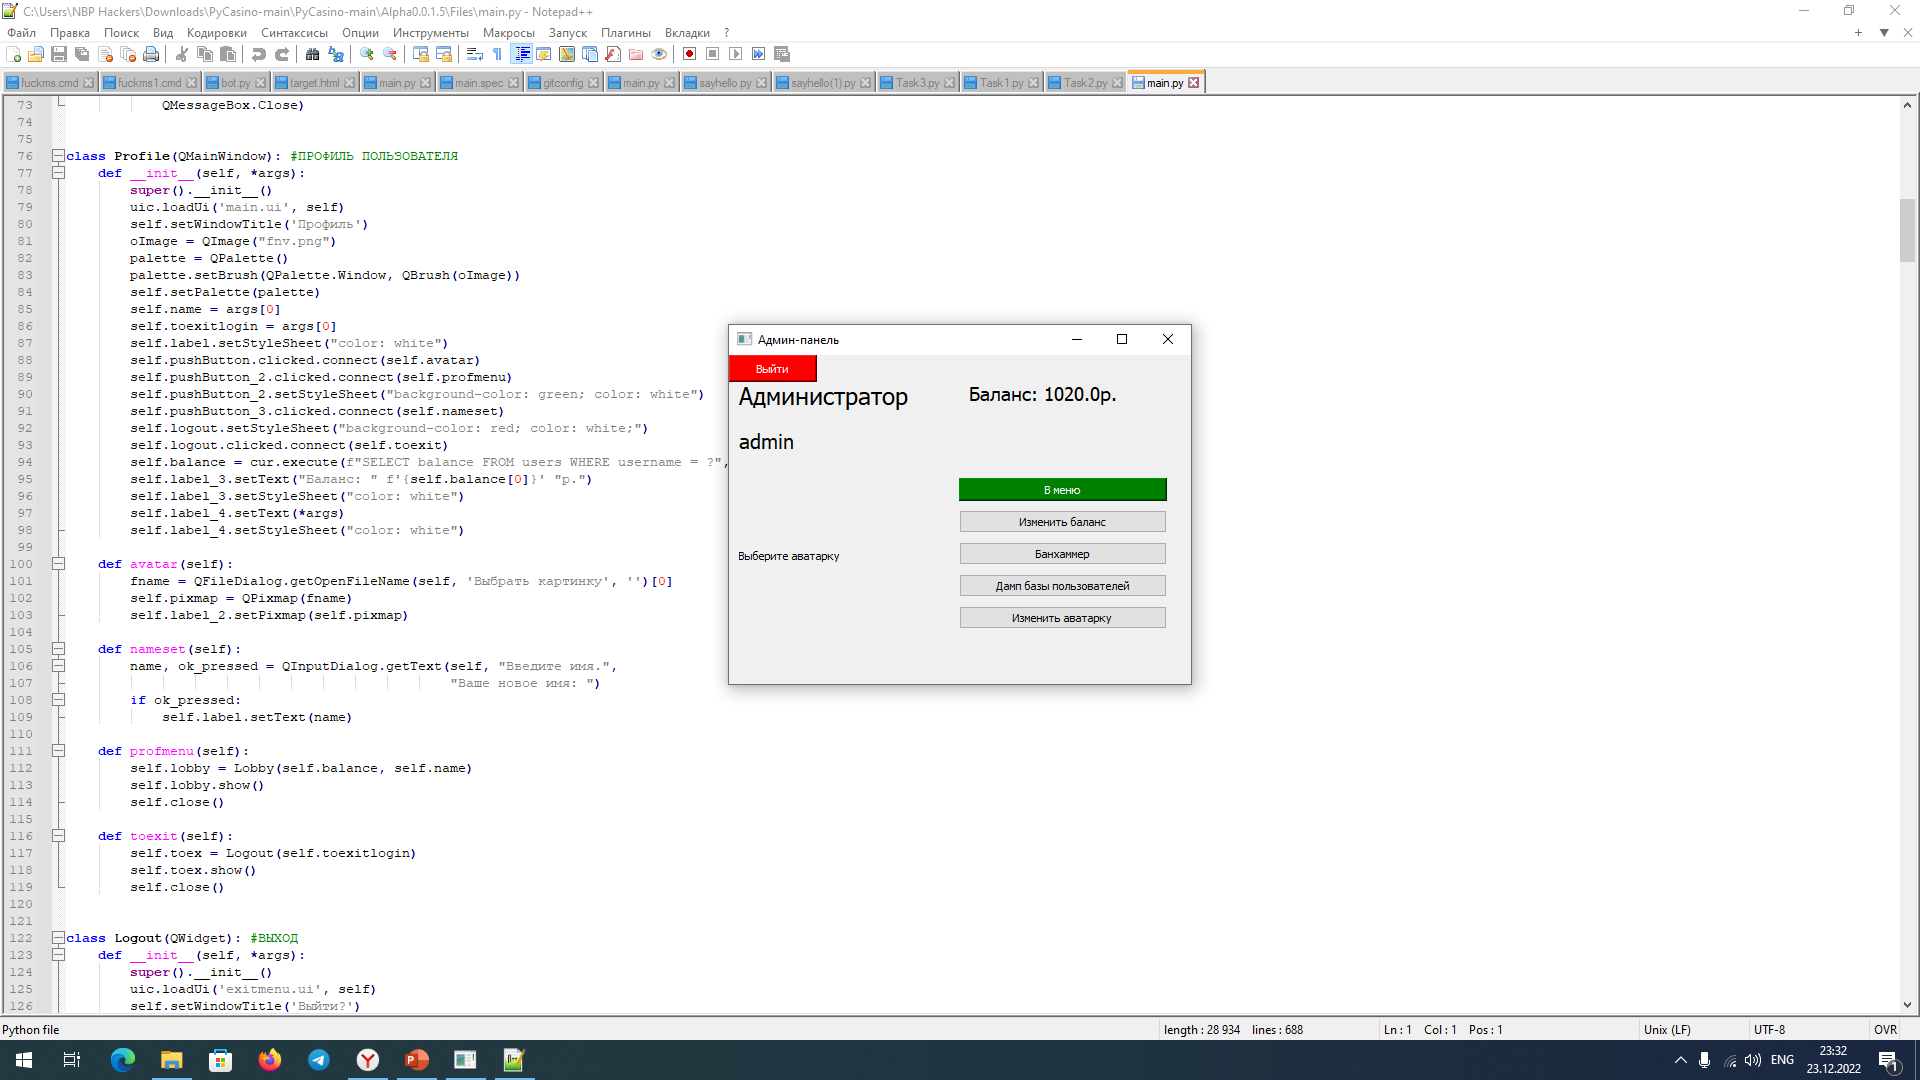 C:\Users\NBP Hackers\Downloads\PyCasino-main\PyCasino-main\Alpha0.0.1.5\Files\main.py - Notepad++
Файл Правка Поиск Вид Кодировки Синтаксисы Опции Инструменты Макросы Запуск Плагины Вкладки ?
fuckms.cmd fuckms1.cmd bot.py target.html main.py main.spec gitconfig main.py sayhello.py sayhello(1).py Task3.py Task1.py Task2.py main.py
73 QMessageBox.Close)
74
75
76 class Profile(QMainWindow): #ПРОФИЛЬ ПОЛЬЗОВАТЕЛЯ
77 def __init__(self, *args):
78 super().__init__()
79 uic.loadUi('main.ui', self)
80 self.setWindowTitle('Профиль')
81 oImage = QImage("fnv.png")
82 palette = QPalette()
83 palette.setBrush(QPalette.Window, QBrush(oImage))
84 self.setPalette(palette)
85 self.name = args[0]
86 self.toexitlogin = args[0]
87 self.label.setStyleSheet("color: white")
88 self.pushButton.clicked.connect(self.avatar)
89 self.pushButton_2.clicked.connect(self.profmenu)
90 self.pushButton_2.setStyleSheet("background-color: green; color: white")
91 self.pushButton_3.clicked.connect(self.nameset)
92 self.logout.setStyleSheet("background-color: red; color: white;")
93 self.logout.clicked.connect(self.toexit)
94 self.balance = cur.execute(f"SELECT balance FROM users WHERE username = ?",
95 self.label_3.setText("Баланс: " f'{self.balance[0]}' "р.")
96 self.label_3.setStyleSheet("color: white")
97 self.label_4.setText(*args)
98 self.label_4.setStyleSheet("color: white")
99
100 def avatar(self):
101 fname = QFileDialog.getOpenFileName(self, 'Выбрать картинку', '')[0]
102 self.pixmap = QPixmap(fname)
103 self.label_2.setPixmap(self.pixmap)
104
105 def nameset(self):
106 name, ok_pressed = QInputDialog.getText(self, "Введите имя.",
107 "Ваше новое имя: ")
108 if ok_pressed:
109 self.label.setText(name)
110
111 def profmenu(self):
112 self.lobby = Lobby(self.balance, self.name)
113 self.lobby.show()
114 self.close()
115
116 def toexit(self):
117 self.toex = Logout(self.toexitlogin)
118 self.toex.show()
119 self.close()
120
121
122 class Logout(QWidget): #ВЫХОД
123 def __init__(self, *args):
124 super().__init__()
125 uic.loadUi('exitmenu.ui', self)
126 self.setWindowTitle('Выйти?')
Админ-панель
Выйти
Администратор
Баланс: 1020.0р.
admin
В меню
Изменить баланс
Банхаммер
Выберите аватарку
Дамп базы пользователей
Изменить аватарку
Python file length : 28 934 lines : 688 Ln : 1 Col : 1 Pos : 1 Unix (LF) UTF-8 OVR
ENG
23:32
23.12.2022
1